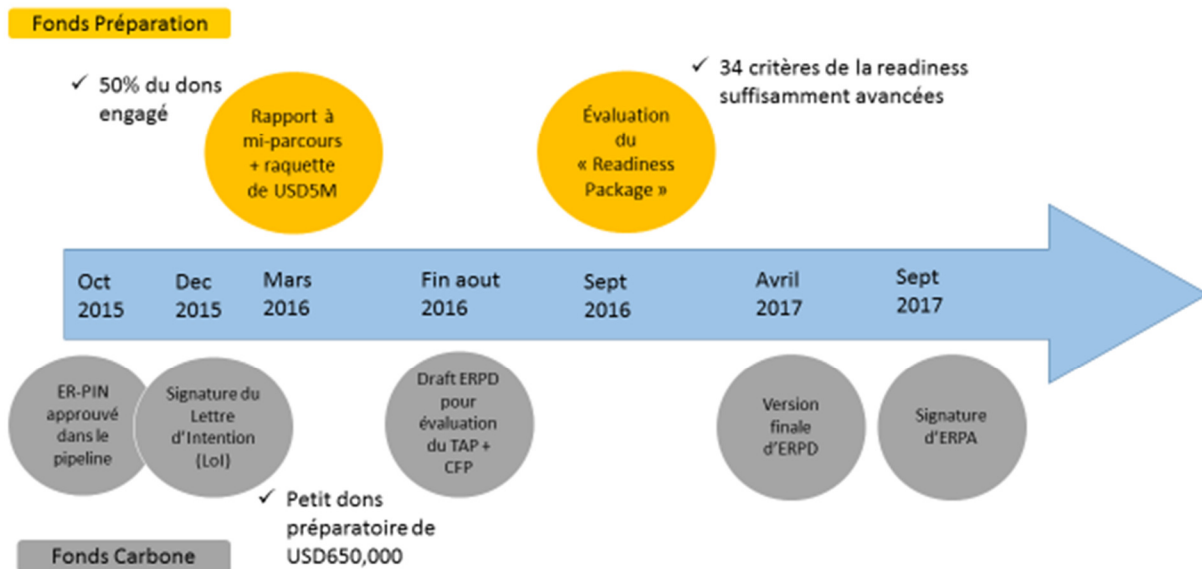 Fonds Préparation
✓ 50% du dons
engagé
Rapport à
mi-parcours
+ raquette
de USD5M
Évaluation
du
« Readiness
Package »
✓ 34 critères de la readiness
suffisamment avancées
Oct
2015
Dec
2015
Mars
2016
Fin aout
2016
Sept
2016
Avril
2017
Sept
2017
ER-PIN
approuvé
dans le
pipeline
Signature du
Lettre
d'Intention
(LoI)
Draft ERPD
pour
évaluation
du TAP +
CFP
Version
finale
d'ERPD
Signature
d'ERPA
✓ Petit dons
préparatoire de
USD650,000
Fonds Carbone